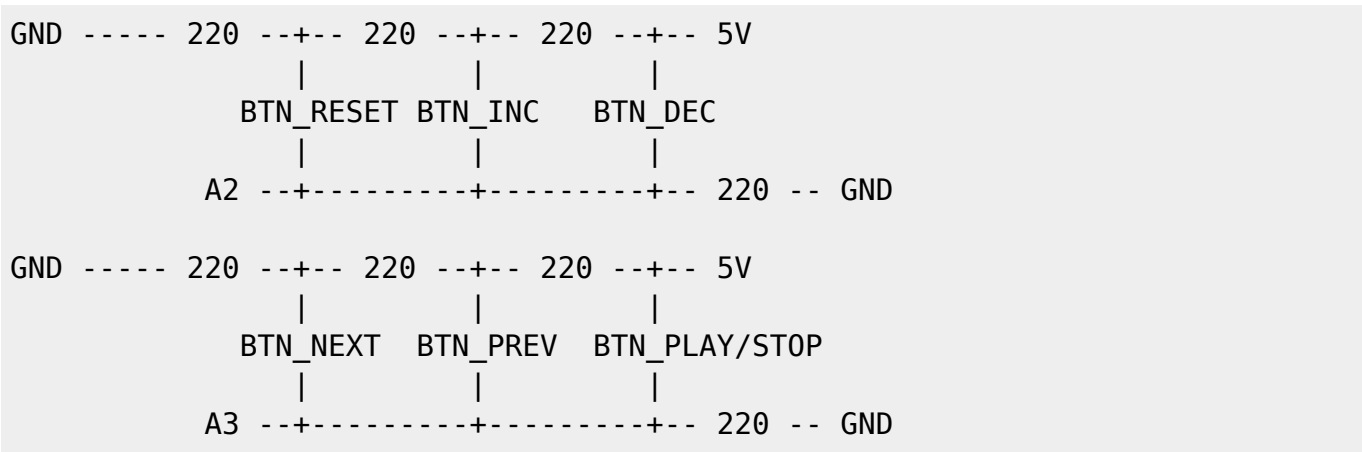 GND ----- 220 --+-- 220 --+-- 220 --+-- 5V
                |         |         |
             BTN_RESET BTN_INC   BTN_DEC
                |         |         |
           A2 --+---------+---------+-- 220 -- GND

GND ----- 220 --+-- 220 --+-- 220 --+-- 5V
                |         |         |
             BTN_NEXT  BTN_PREV  BTN_PLAY/STOP
                |         |         |
           A3 --+---------+---------+-- 220 -- GND